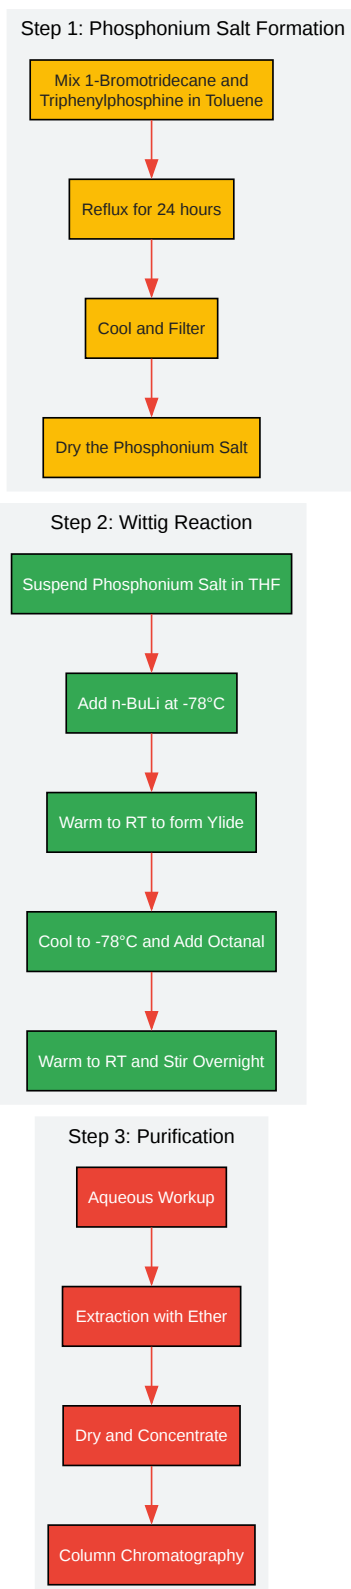 Step 1: Phosphonium Salt Formation
Mix 1-Bromotridecane and
Triphenylphosphine in Toluene
Reflux for 24 hours
Cool and Filter
Dry the Phosphonium Salt
Step 2: Wittig Reaction
Suspend Phosphonium Salt in THF
Add n-BuLi at -78°C
Warm to RT to form Ylide
Cool to -78°C and Add Octanal
Warm to RT and Stir Overnight
Step 3: Purification
Aqueous Workup
Extraction with Ether
Dry and Concentrate
Column Chromatography